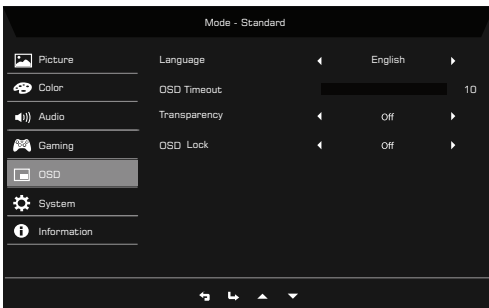 Mode - Standard
Picture
Color
Audio
Gaming
OSD
System
Information
Language English
OSD Timeout 10
Transparency Off
OSD Lock Off